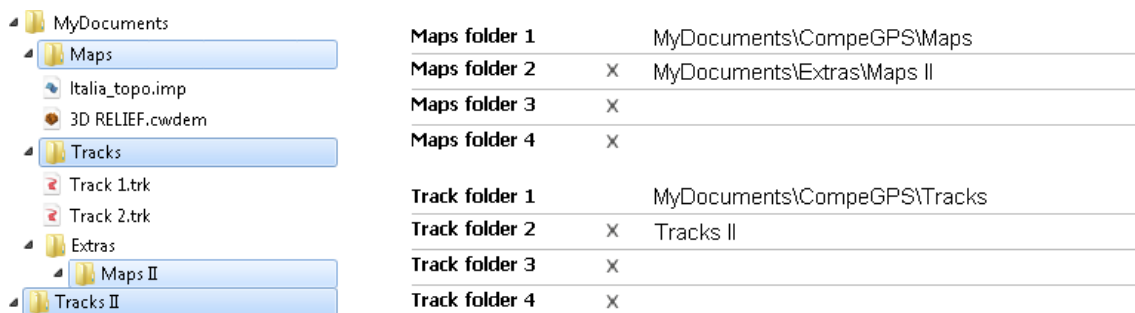 MyDocuments
Maps
Italia_topo.imp
3D RELIEF.cwdem
Tracks
Track 1.trk
Track 2.trk
Extras
Maps II
Tracks II
Maps folder 1 MyDocuments\CompeGPS\Maps
Maps folder 2 X MyDocuments\Extras\Maps II
Maps folder 3 X
Maps folder 4 X
Track folder 1 MyDocuments\CompeGPS\Tracks
Track folder 2 X Tracks II
Track folder 3 X
Track folder 4 X